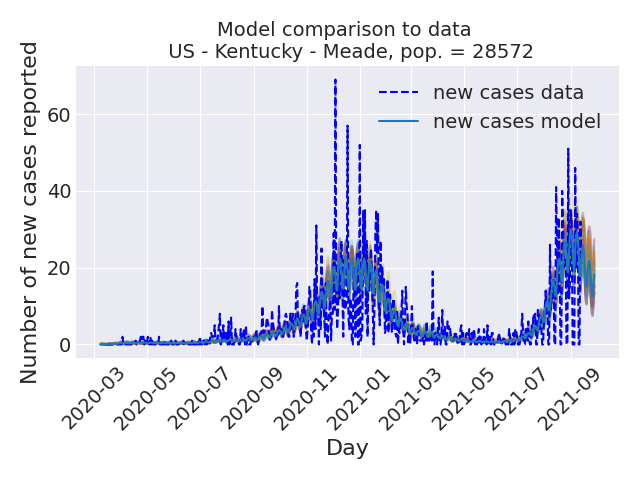 Model comparison to data
US - Kentucky - Meade, pop. = 28572
new cases data
new cases model
Number of new cases reported
60
40
20
0
2020-03
2020-05
2020-07
2020-09
2020-11
2021-01
2021-03
2021-05
2021-07
2021-09
Day